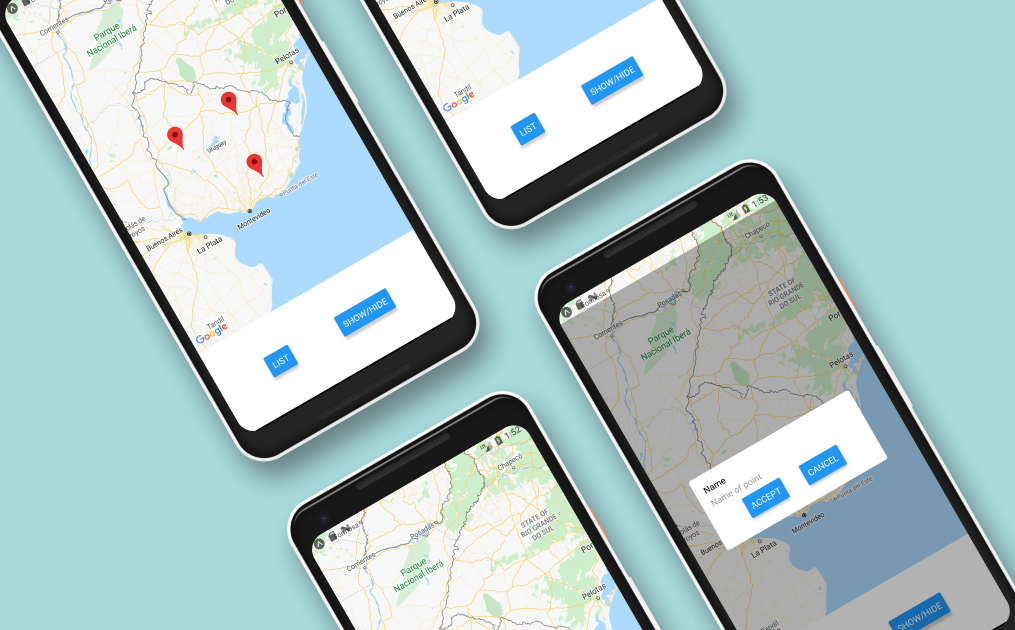 Corrientes
Parque
Nacional Iberá
Pelotas
Uruguay
Punta del Este
Montevideo
Buenos Aires
La Plata
Tandil
Google
LIST
SHOW/HIDE
Buenos Aires
La Plata
Tandil
Google
LIST
SHOW/HIDE
1:52
Chapecó
Posadas
STATE OF
RIO GRANDE
DO SUL
Corrientes
Parque
Nacional Iberá
Pelotas
1:53
Chapecó
Posadas
STATE OF
RIO GRANDE
DO SUL
Corrientes
Parque
Nacional Iberá
Pelotas
Name
Name of point
ACCEPT
CANCEL
Punta del Este
Montevideo
Buenos
La Plata
Tandil
SHOW/HIDE